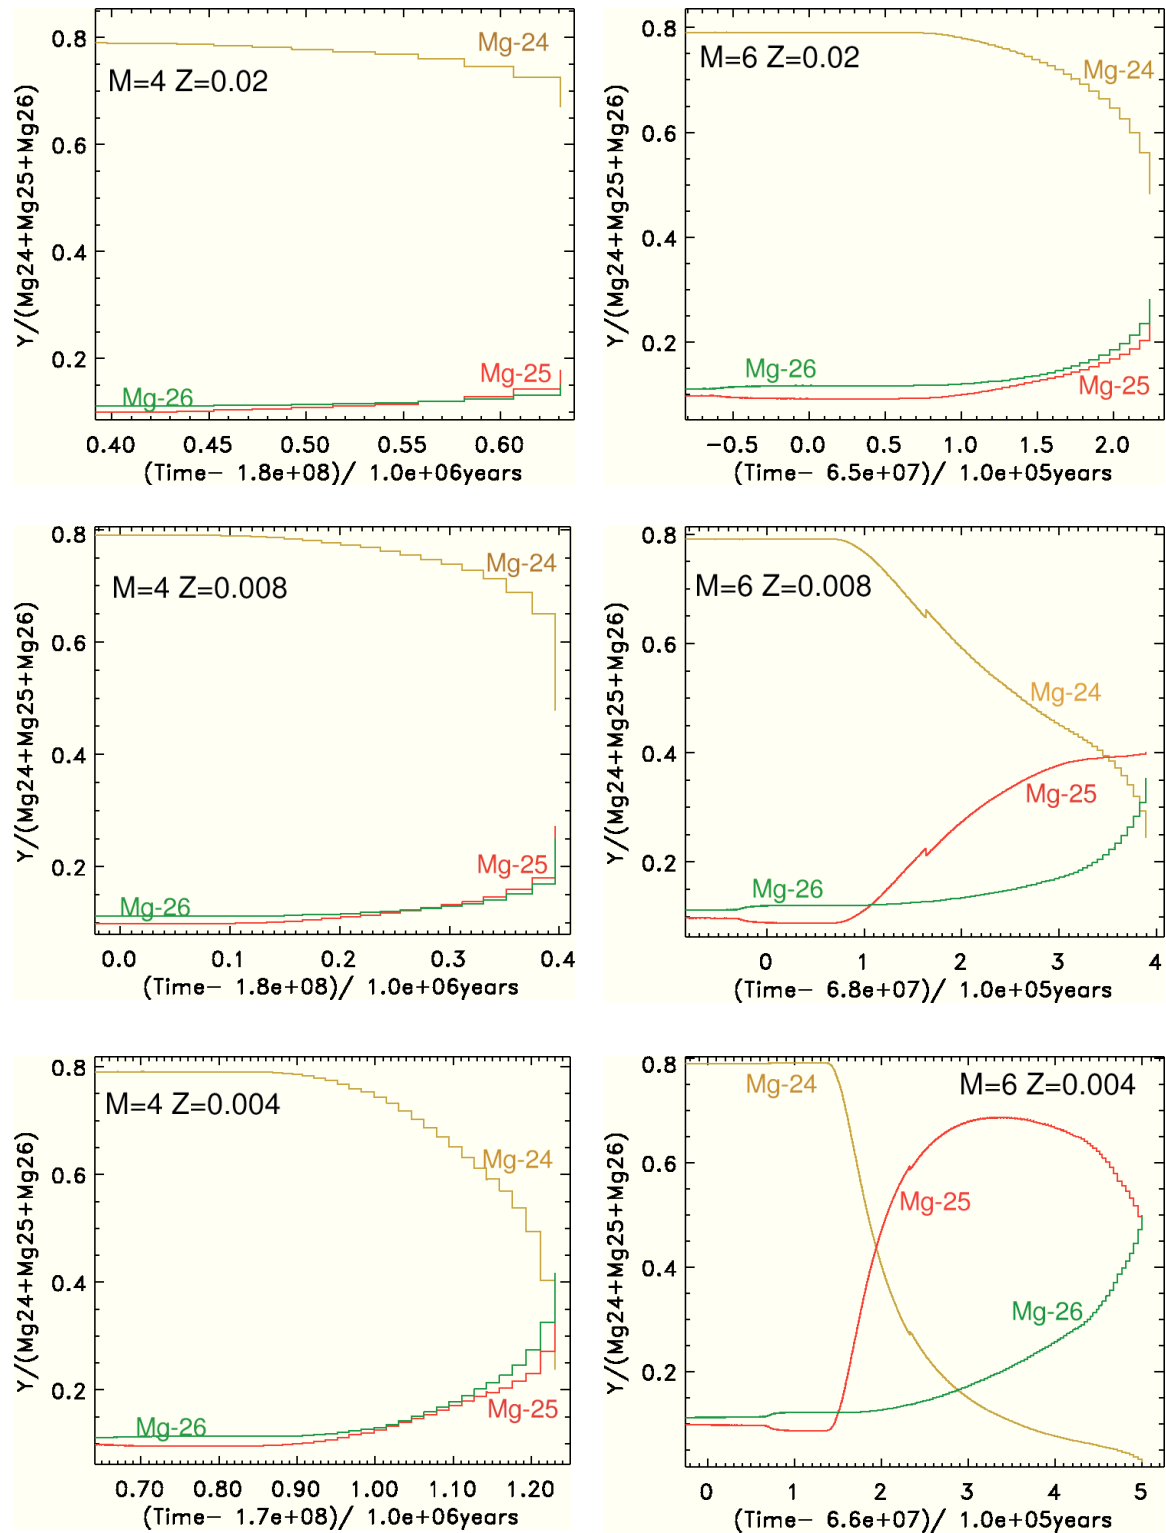 0.8
0.6
0.4
0.2
Y/(Mg24+Mg25+Mg26)
M=4 Z=0.02
Mg-24
Mg-25
Mg-26
0.40 0.45 0.50 0.55 0.60
(Time- 1.8e+08)/ 1.0e+06years
0.8
0.6
0.4
0.2
Y/(Mg24+Mg25+Mg26)
M=6 Z=0.02
Mg-24
Mg-26
Mg-25
-0.5 0.0 0.5 1.0 1.5 2.0
(Time- 6.5e+07)/ 1.0e+05years
0.8
0.6
0.4
0.2
Y/(Mg24+Mg25+Mg26)
M=4 Z=0.008
Mg-24
Mg-25
Mg-26
0.0 0.1 0.2 0.3 0.4
(Time- 1.8e+08)/ 1.0e+06years
0.8
0.6
0.4
0.2
Y/(Mg24+Mg25+Mg26)
M=6 Z=0.008
Mg-24
Mg-25
Mg-26
0 1 2 3 4
(Time- 6.8e+07)/ 1.0e+05years
0.8
0.6
0.4
0.2
Y/(Mg24+Mg25+Mg26)
M=4 Z=0.004
Mg-24
Mg-25
Mg-26
0.70 0.80 0.90 1.00 1.10 1.20
(Time- 1.7e+08)/ 1.0e+06years
0.8
0.6
0.4
0.2
Y/(Mg24+Mg25+Mg26)
Mg-24
M=6 Z=0.004
Mg-25
Mg-26
0 1 2 3 4 5
(Time- 6.6e+07)/ 1.0e+05years